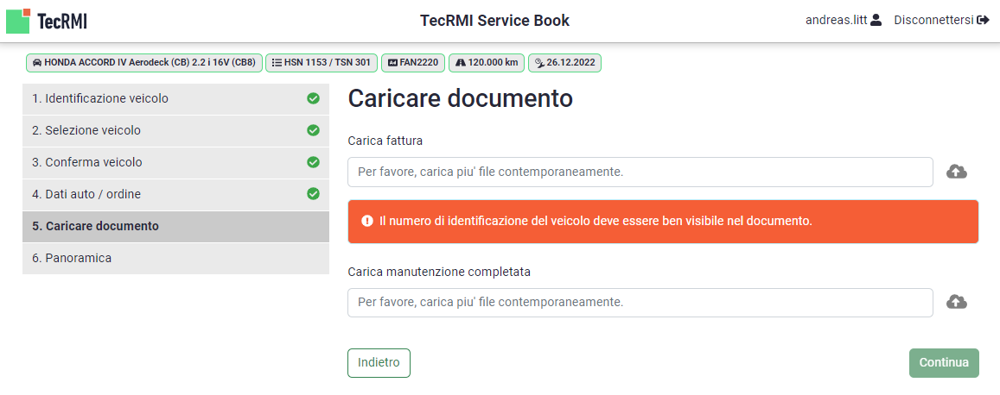 TecRMI
TecRMI Service Book
andreas.litt
Disconnettersi
HONDA ACCORD IV Aerodeck (CB) 2.2 i 16V (CB8)
HSN 1153 / TSN 301
FAN2220
120.000 km
26.12.2022
1. Identificazione veicolo
2. Selezione veicolo
3. Conferma veicolo
4. Dati auto / ordine
5. Caricare documento
6. Panoramica
Caricare documento
Carica fattura
Per favore, carica piu' file contemporaneamente.
Il numero di identificazione del veicolo deve essere ben visibile nel documento.
Carica manutenzione completata
Per favore, carica piu' file contemporaneamente.
Indietro
Continua